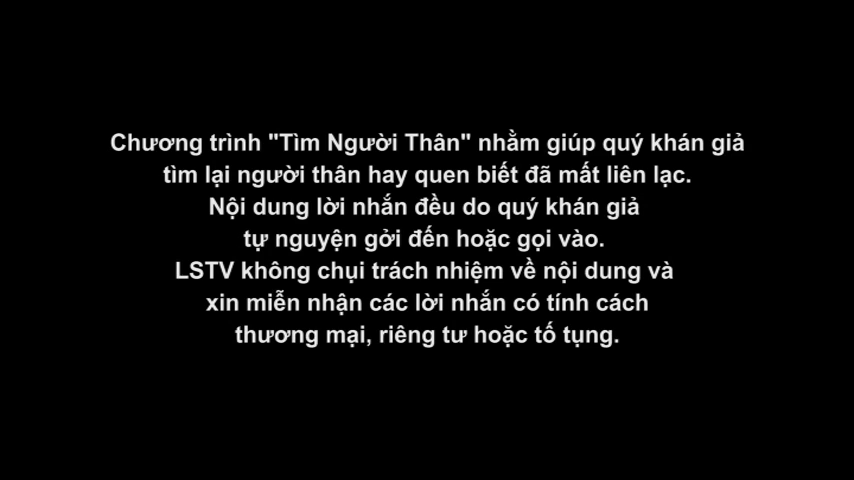 Chương trình "Tìm Người Thân" nhằm giúp quý khán giả
tìm lại người thân hay quen biết đã mất liên lạc.
Nội dung lời nhắn đều do quý khán giả
tự nguyện gởi đến hoặc gọi vào.
LSTV không chụi trách nhiệm về nội dung và
xin miễn nhận các lời nhắn có tính cách
thương mại, riêng tư hoặc tố tụng.